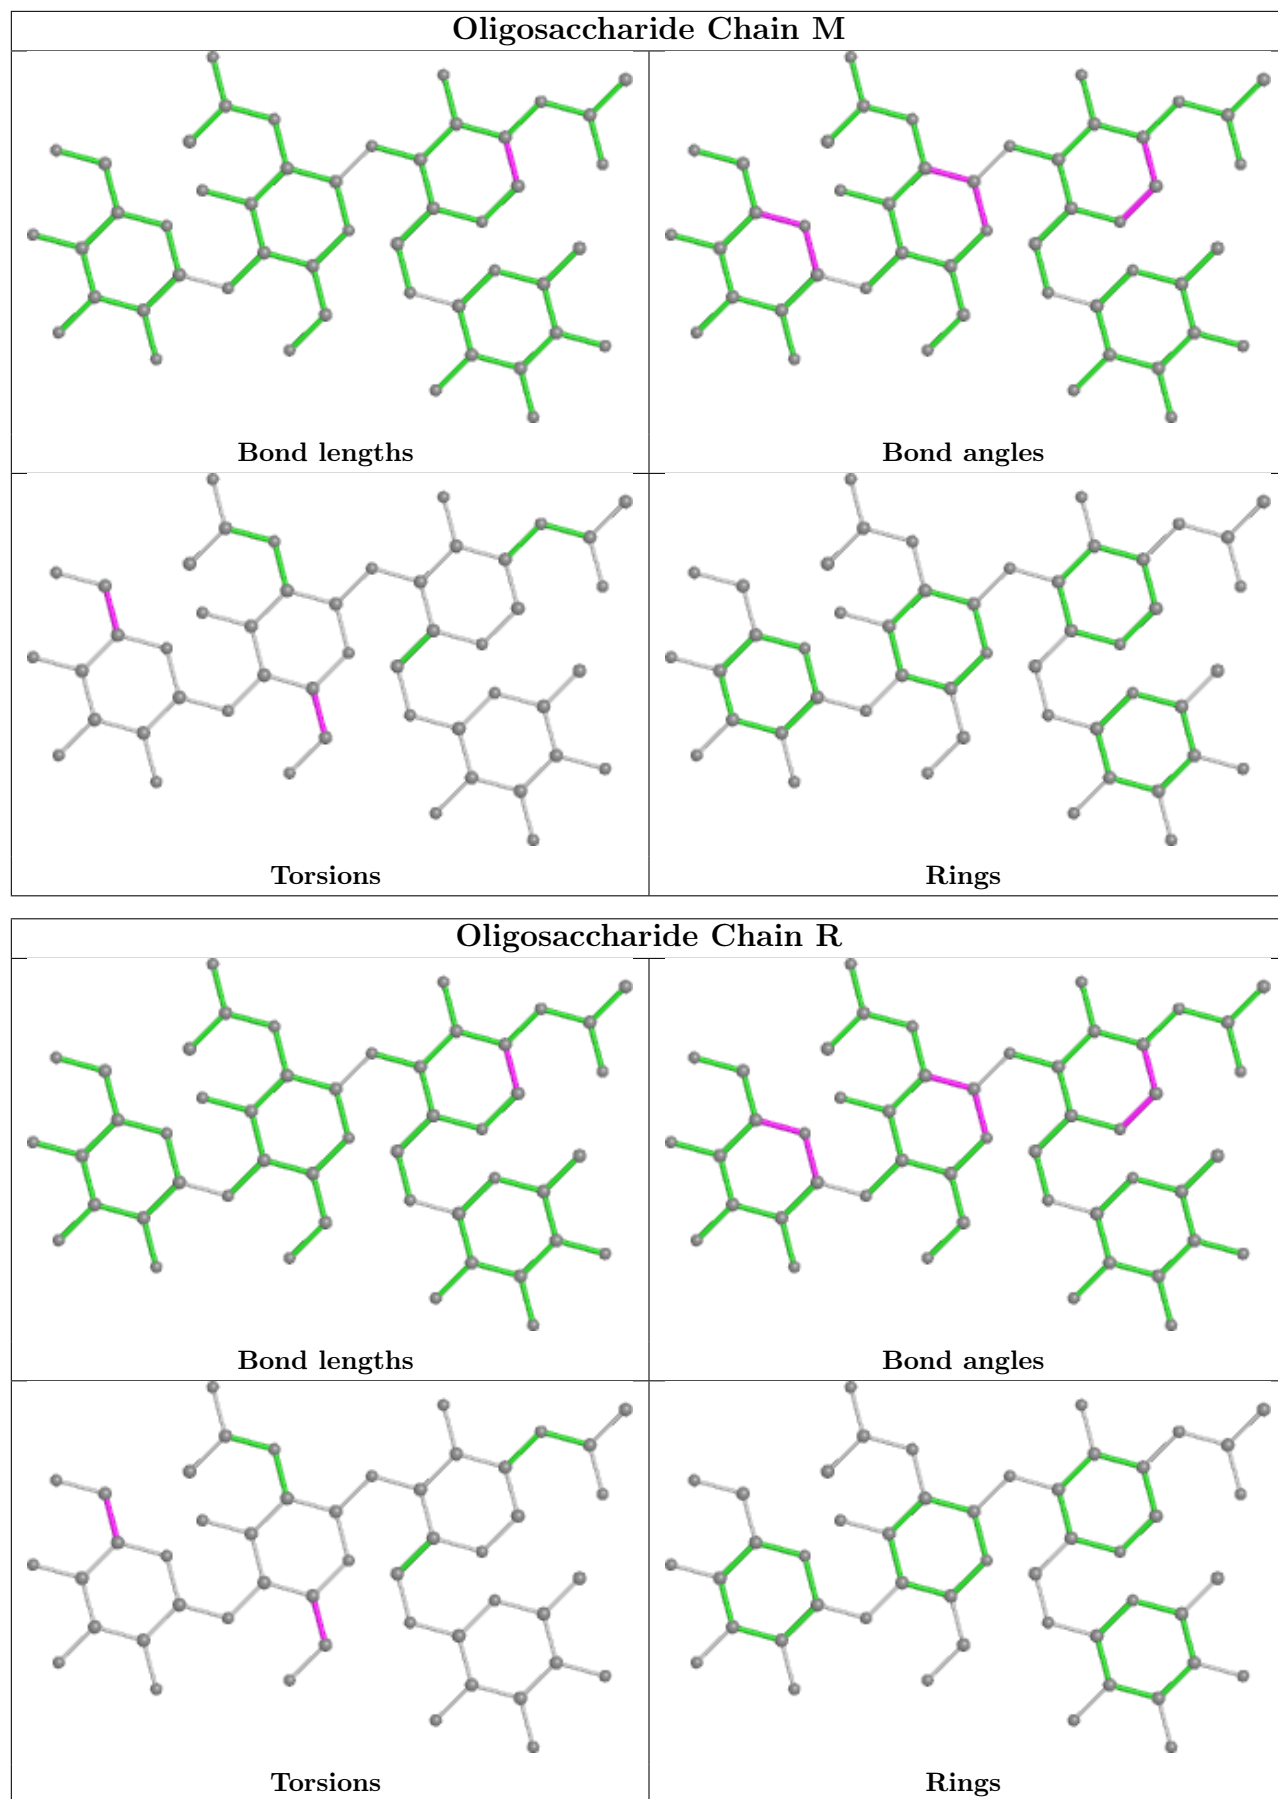 Oligosaccharide Chain M
Bond lengths
Bond angles
Torsions
Rings
Oligosaccharide Chain R
Bond lengths
Bond angles
Torsions
Rings